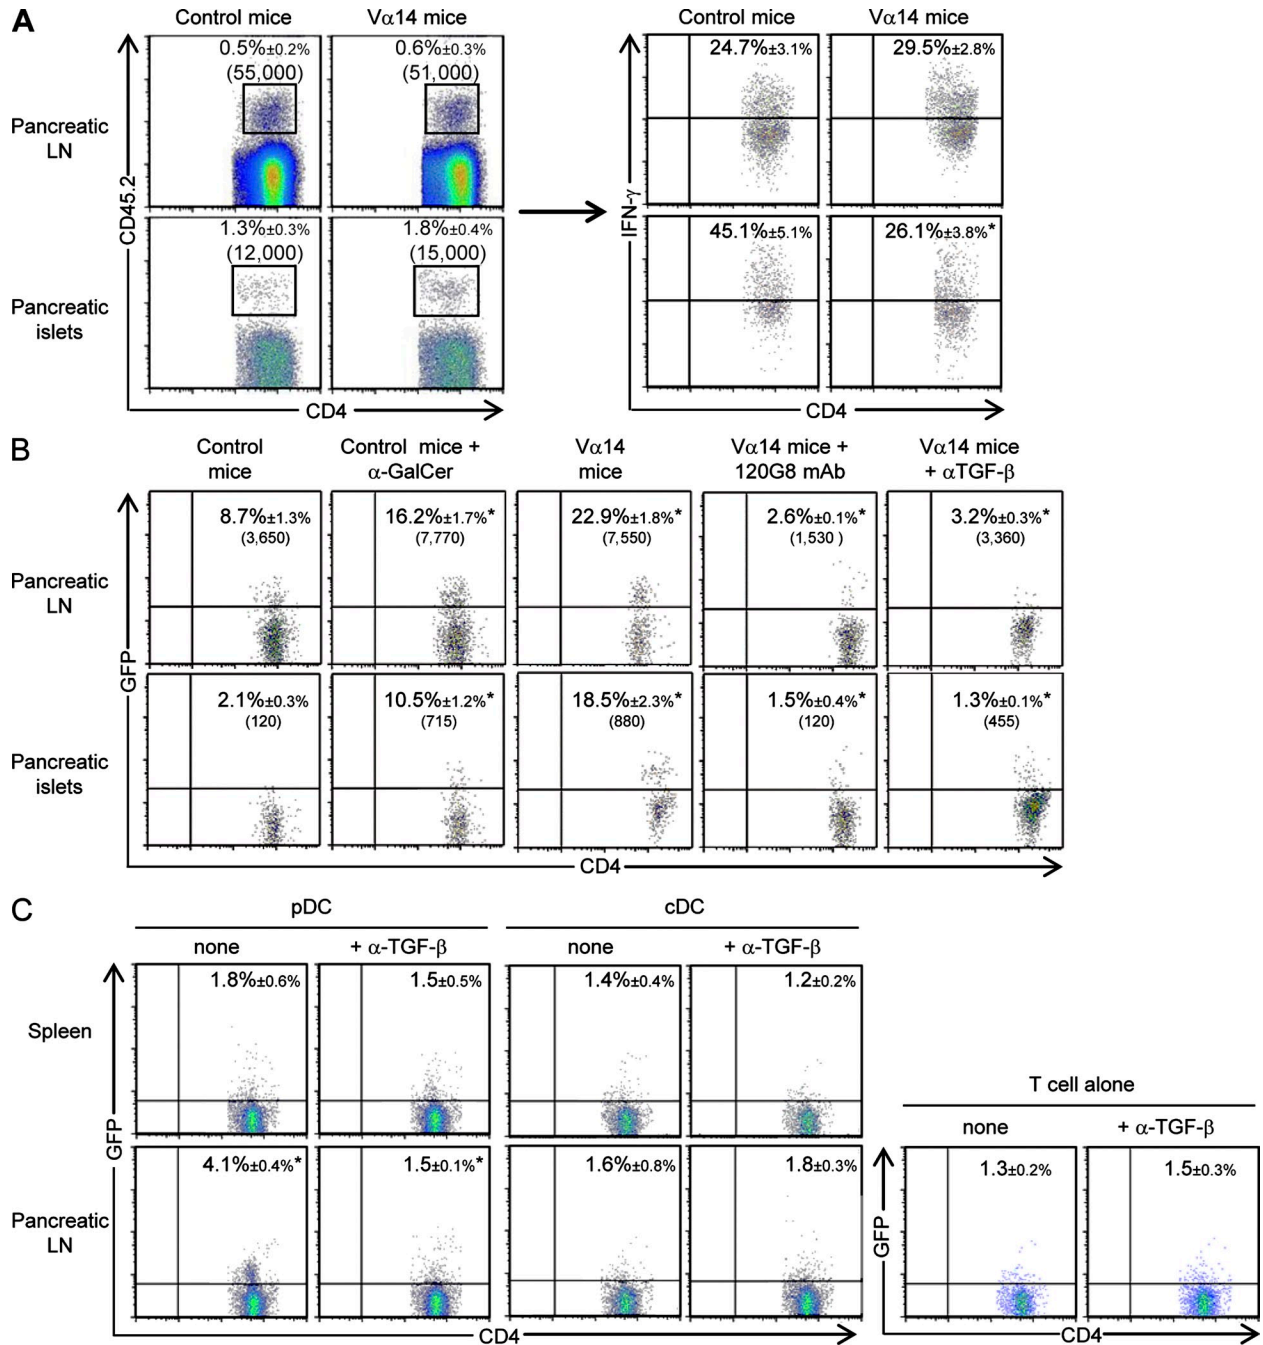 A
Control mice
Vα14 mice
Control mice
Vα14 mice
Pancreatic
LN
0.5%±0.2%
(55,000)
0.6%±0.3%
(51,000)
24.7%±3.1%
29.5%±2.8%
Pancreatic
islets
1.3%±0.3%
(12,000)
1.8%±0.4%
(15,000)
45.1%±5.1%
26.1%±3.8%*
CD45.2
IFN-γ
CD4
CD4
B
Control
mice
Control mice +
α-GalCer
Vα14
mice
Vα14 mice +
120G8 mAb
Vα14 mice
+ αTGF-β
Pancreatic
LN
8.7%±1.3%
(3,650)
16.2%±1.7%*
(7,770)
22.9%±1.8%*
(7,550)
2.6%±0.1%*
(1,530 )
3.2%±0.3%*
(3,360)
GFP
Pancreatic
islets
2.1%±0.3%
(120)
10.5%±1.2%*
(715)
18.5%±2.3%*
(880)
1.5%±0.4%*
(120)
1.3%±0.1%*
(455)
CD4
C
pDC
cDC
none
+ α-TGF-β
none
+ α-TGF-β
Spleen
1.8%±0.6%
1.5±0.5%
1.4%±0.4%
1.2±0.2%
GFP
Pancreatic
LN
4.1%±0.4%*
1.5±0.1%*
1.6%±0.8%
1.8±0.3%
CD4
T cell alone
none
+ α-TGF-β
1.3±0.2%
1.5±0.3%
GFP
CD4